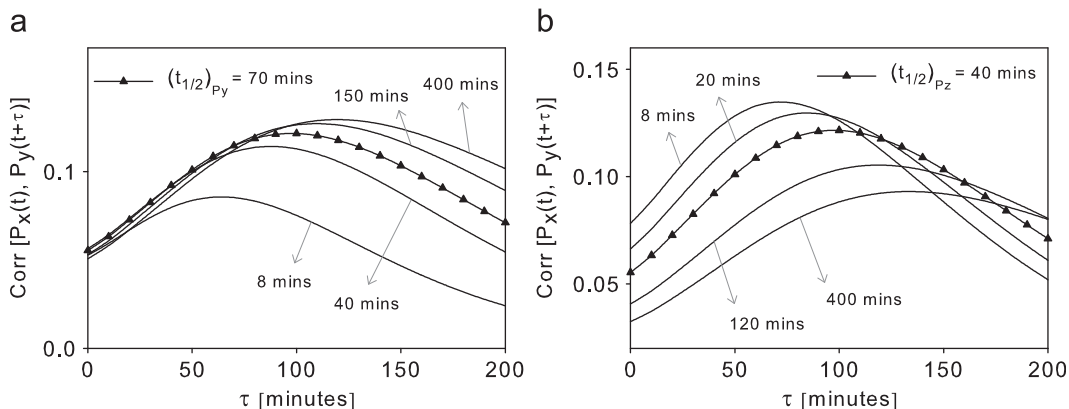 a
(t1/2)Py = 70 mins
150 mins
400 mins
8 mins
40 mins
0.1
0.0
0
50
100
150
200
τ [minutes]
Corr [Px(t), Py(t+τ)]
b
(t1/2)Pz = 40 mins
20 mins
8 mins
120 mins
400 mins
0.15
0.10
0.05
0
50
100
150
200
τ [minutes]
Corr [Px(t), Py(t+τ)]